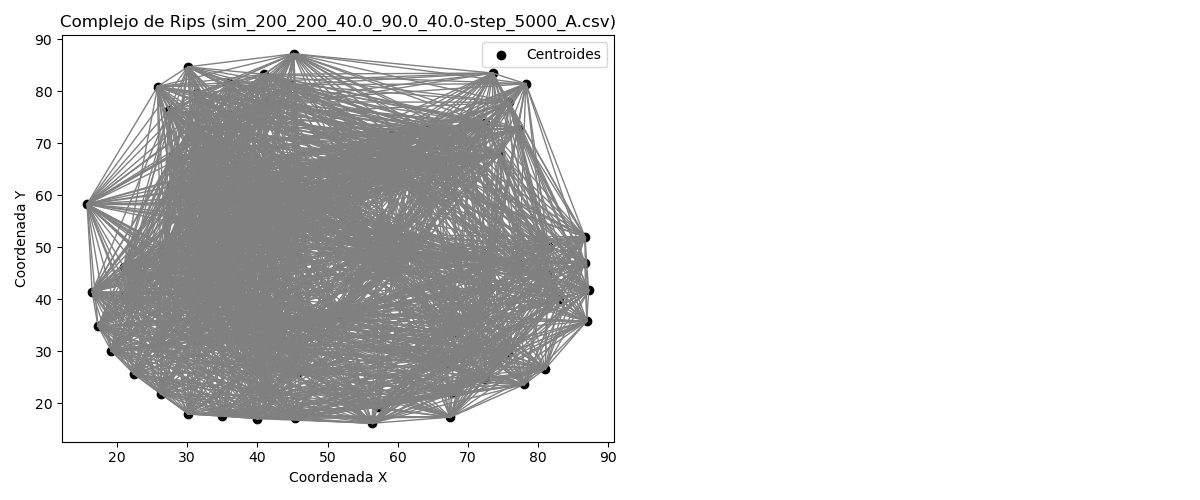 Complejo de Rips (sim_200_200_40.0_90.0_40.0-step_5000_A.csv)
Centroides
90
80
70
60
50
40
30
20
Coordenada Y
20 30 40 50 60 70 80 90
Coordenada X